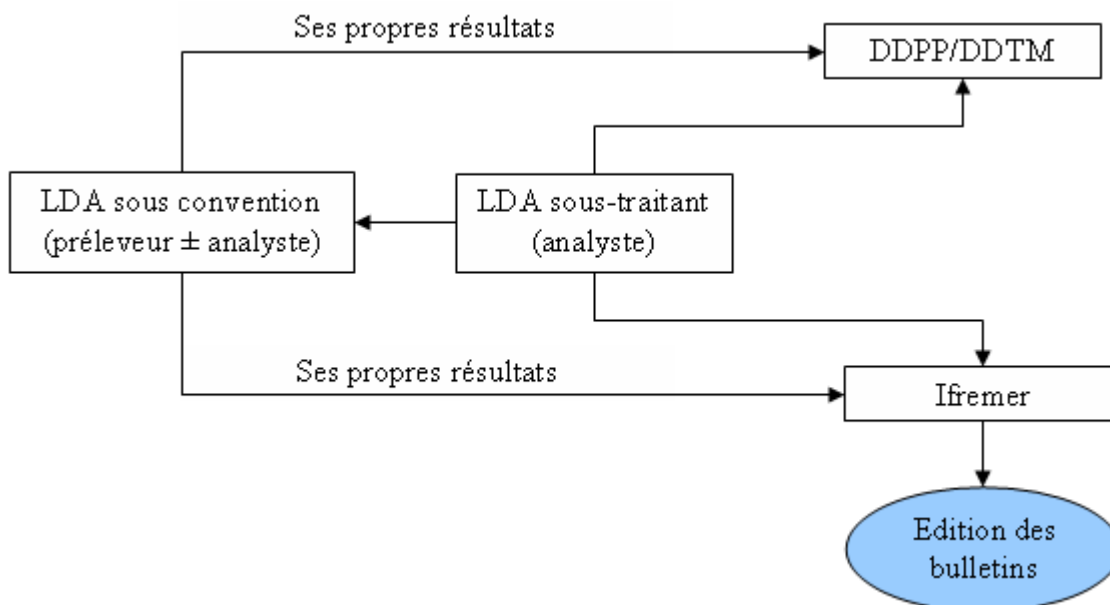 Ses propres résultats
DDPP/DDTM
LDA sous convention
(préleveur ± analyste)
LDA sous-traitant
(analyste)
Ses propres résultats
Ifremer
Edition des
bulletins